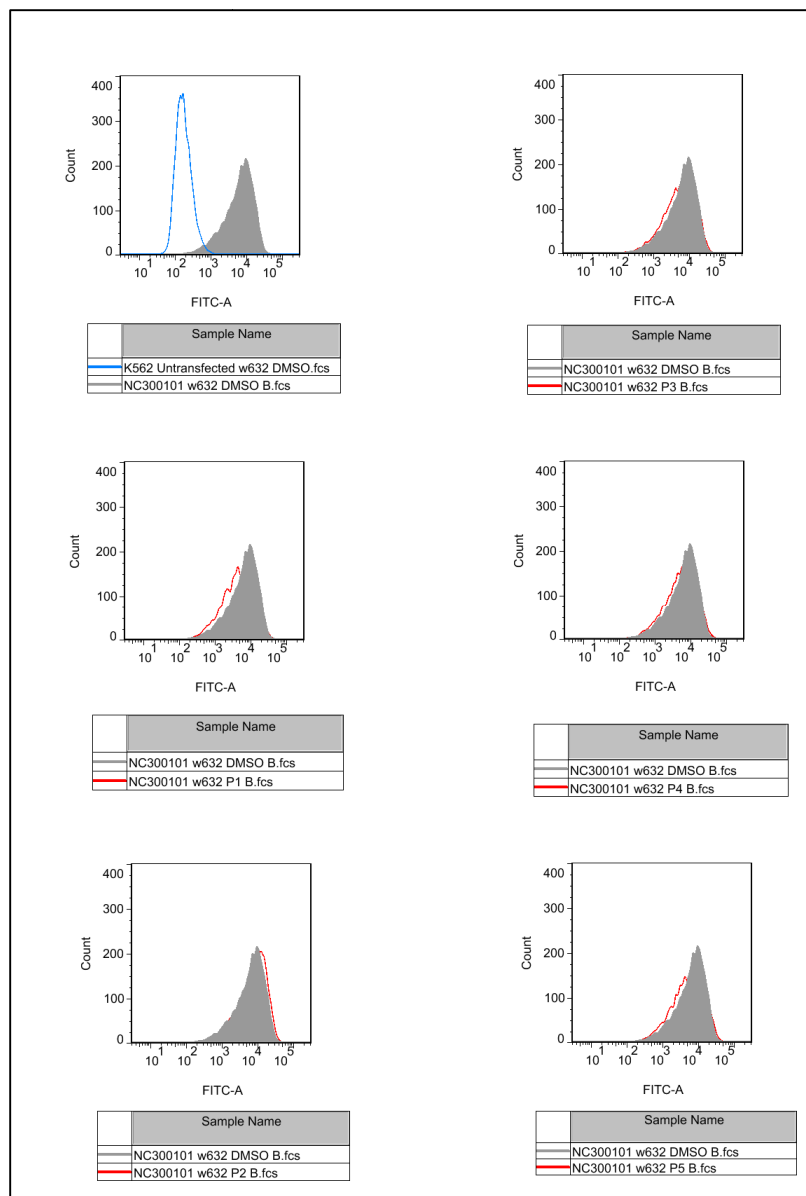 400
300
200
100
0
Count
10^1 10^2 10^3 10^4 10^5
FITC-A
Sample Name
K562 Untransfected w632 DMSO.fcs
NC300101 w632 DMSO B.fcs
400
300
200
100
0
Count
10^1 10^2 10^3 10^4 10^5
FITC-A
Sample Name
NC300101 w632 DMSO B.fcs
NC300101 w632 P3 B.fcs
400
300
200
100
0
Count
10^1 10^2 10^3 10^4 10^5
FITC-A
Sample Name
NC300101 w632 DMSO B.fcs
NC300101 w632 P1 B.fcs
400
300
200
100
0
Count
10^1 10^2 10^3 10^4 10^5
FITC-A
Sample Name
NC300101 w632 DMSO B.fcs
NC300101 w632 P4 B.fcs
400
300
200
100
0
Count
10^1 10^2 10^3 10^4 10^5
FITC-A
Sample Name
NC300101 w632 DMSO B.fcs
NC300101 w632 P2 B.fcs
400
300
200
100
0
Count
10^1 10^2 10^3 10^4 10^5
FITC-A
Sample Name
NC300101 w632 DMSO B.fcs
NC300101 w632 P5 B.fcs